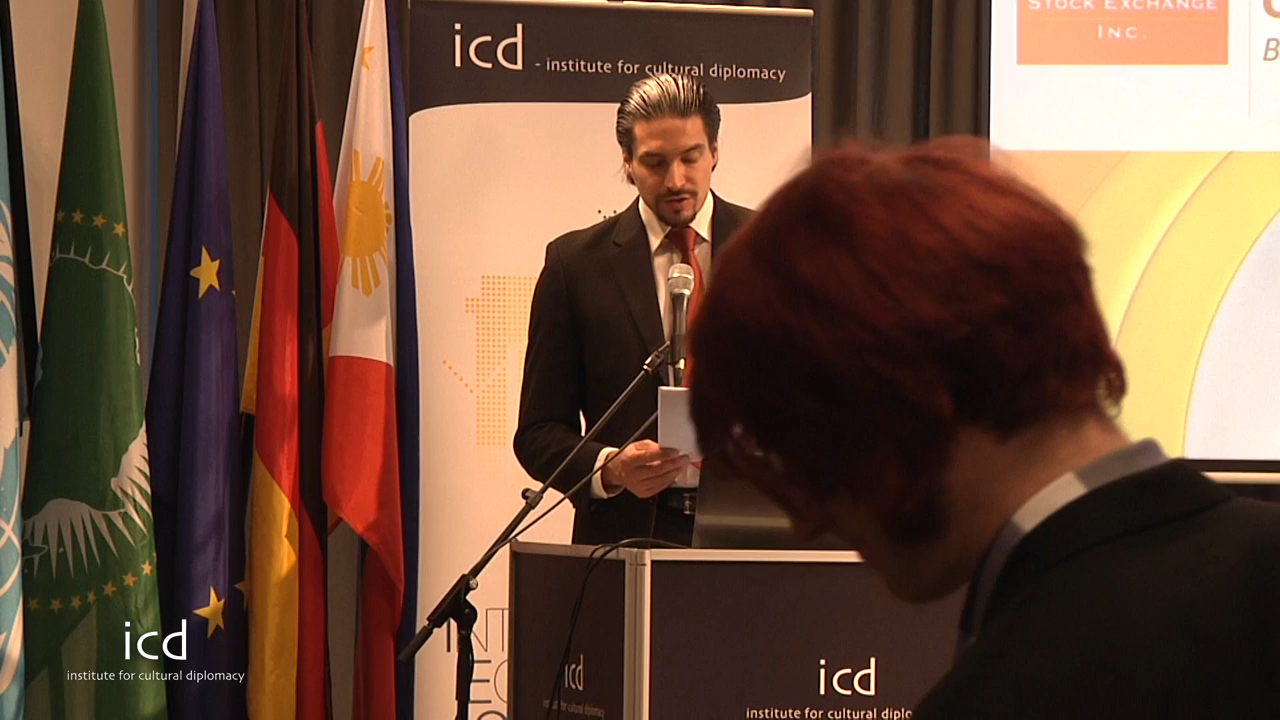 icd - institute for cultural diplomacy
STOCK EXCHANGE
INC.
B
INT
icd
institute for cultural diplomacy
icd
icd
institute for cultural diplo